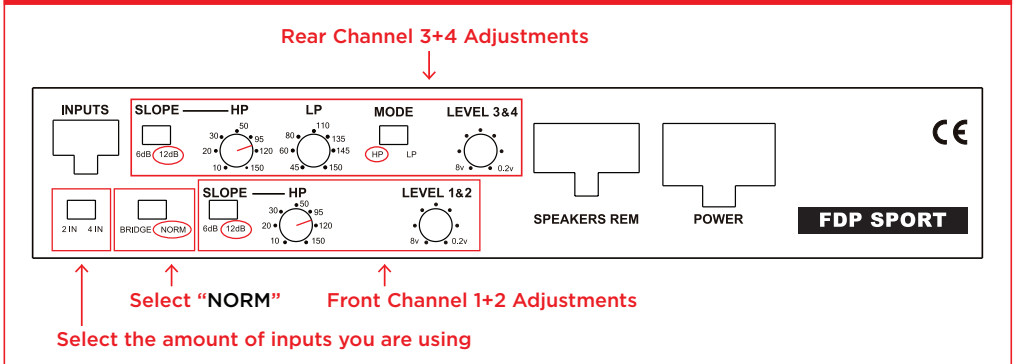 Rear Channel 3+4 Adjustments
INPUTS SLOPE HP LP MODE LEVEL 3&4
50 110
30 95 80 135
20 120 60 145
6dB 12dB HP LP
10 150 45 150 8v 0.2v
CE
SLOPE HP LEVEL 1&2
50
30 95
2 IN 4 IN BRIDGE NORM 6dB 12dB 20 120
10 150 8v 0.2v
SPEAKERS REM POWER FDP SPORT
Select “NORM” Front Channel 1+2 Adjustments
Select the amount of inputs you are using